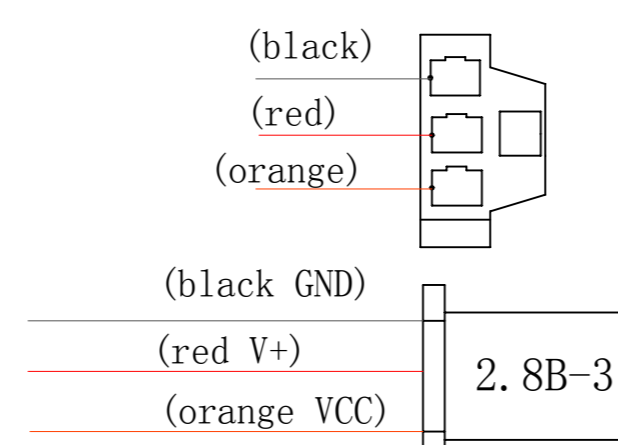 (black)
(red)
(orange)
(black GND)
(red V+)
2.8B-3
(orange VCC)